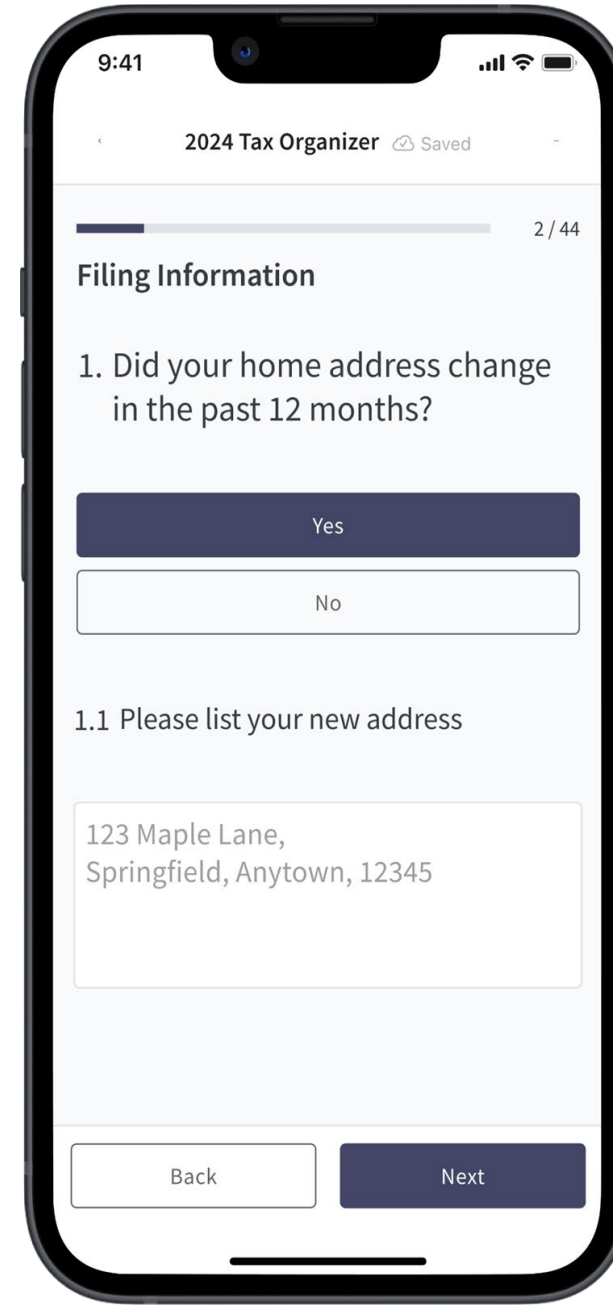 9:41
2024 Tax Organizer Saved
2 / 44
Filing Information
1. Did your home address change
in the past 12 months?
Yes
No
1.1 Please list your new address
123 Maple Lane,
Springfield, Anytown, 12345
Back Next